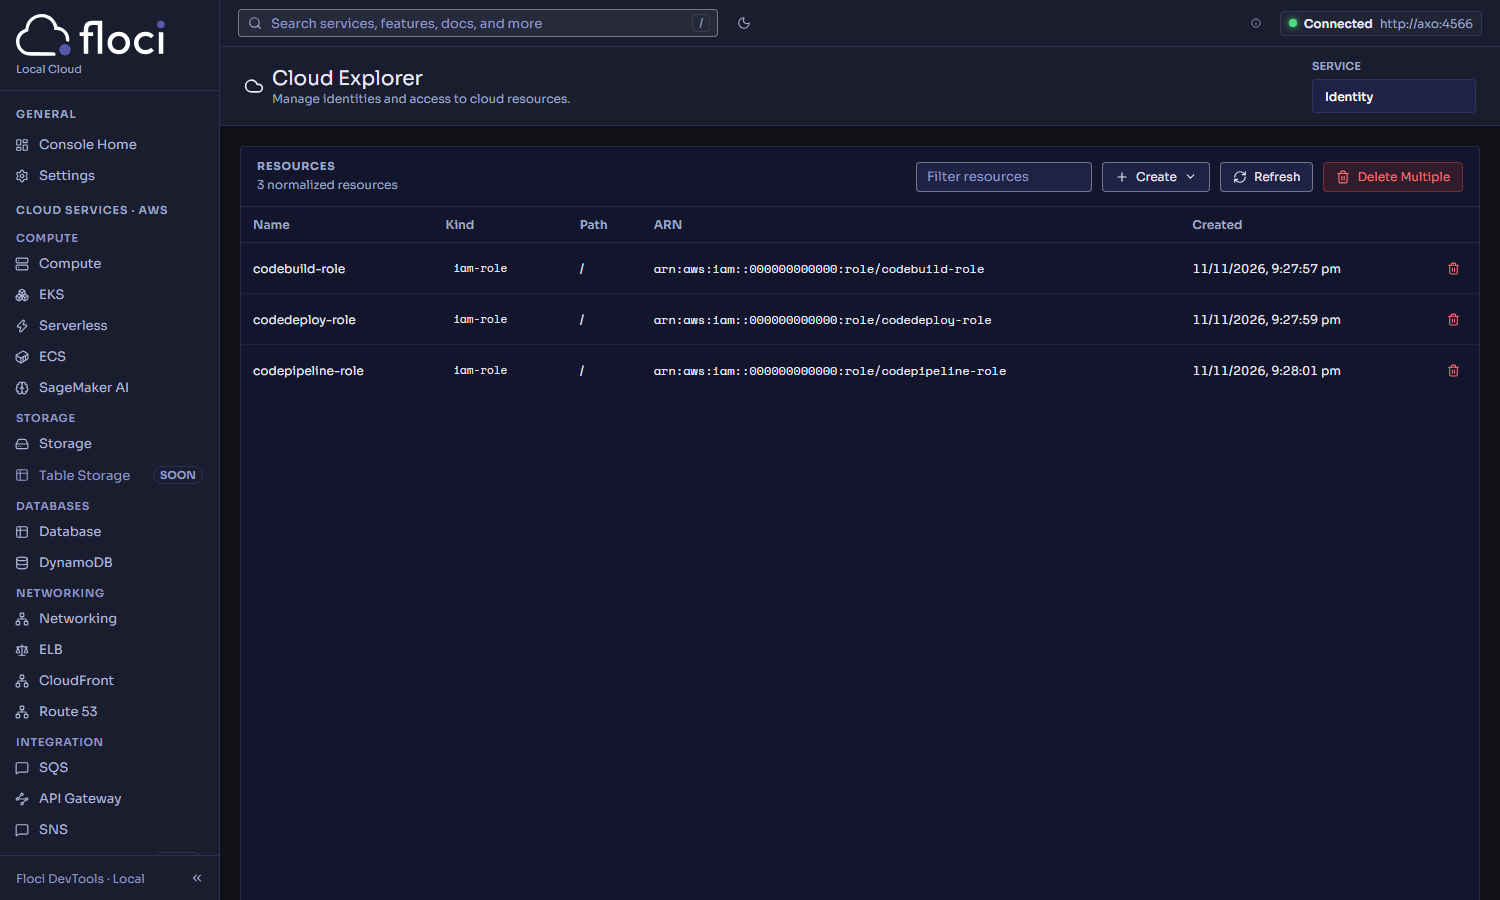 floci
Local Cloud
GENERAL
Console Home
Settings
CLOUD SERVICES · AWS
COMPUTE
Compute
EKS
Serverless
ECS
SageMaker AI
STORAGE
Storage
Table Storage SOON
DATABASES
Database
DynamoDB
NETWORKING
Networking
ELB
CloudFront
Route 53
INTEGRATION
SQS
API Gateway
SNS
Floci DevTools · Local «
Search services, features, docs, and more /
Connected http://axo:4566
Cloud Explorer
Manage identities and access to cloud resources.
SERVICE
Identity
RESOURCES
3 normalized resources
Filter resources + Create Refresh Delete Multiple
Name Kind Path ARN Created
codebuild-role iam-role / arn:aws:iam::000000000000:role/codebuild-role 11/11/2026, 9:27:57 pm
codedeploy-role iam-role / arn:aws:iam::000000000000:role/codedeploy-role 11/11/2026, 9:27:59 pm
codepipeline-role iam-role / arn:aws:iam::000000000000:role/codepipeline-role 11/11/2026, 9:28:01 pm